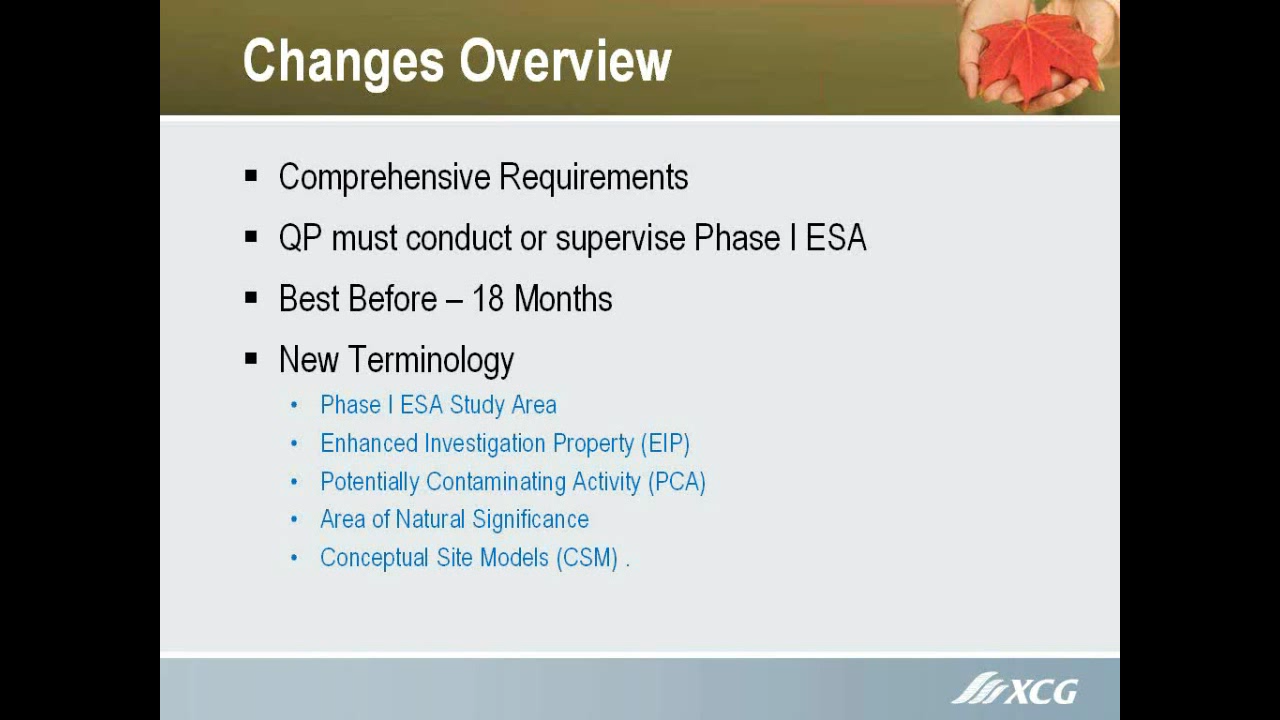 Changes Overview
▪ Comprehensive Requirements
▪ QP must conduct or supervise Phase I ESA
▪ Best Before – 18 Months
▪ New Terminology
• Phase I ESA Study Area
• Enhanced Investigation Property (EIP)
• Potentially Contaminating Activity (PCA)
• Area of Natural Significance
• Conceptual Site Models (CSM) .
XCG